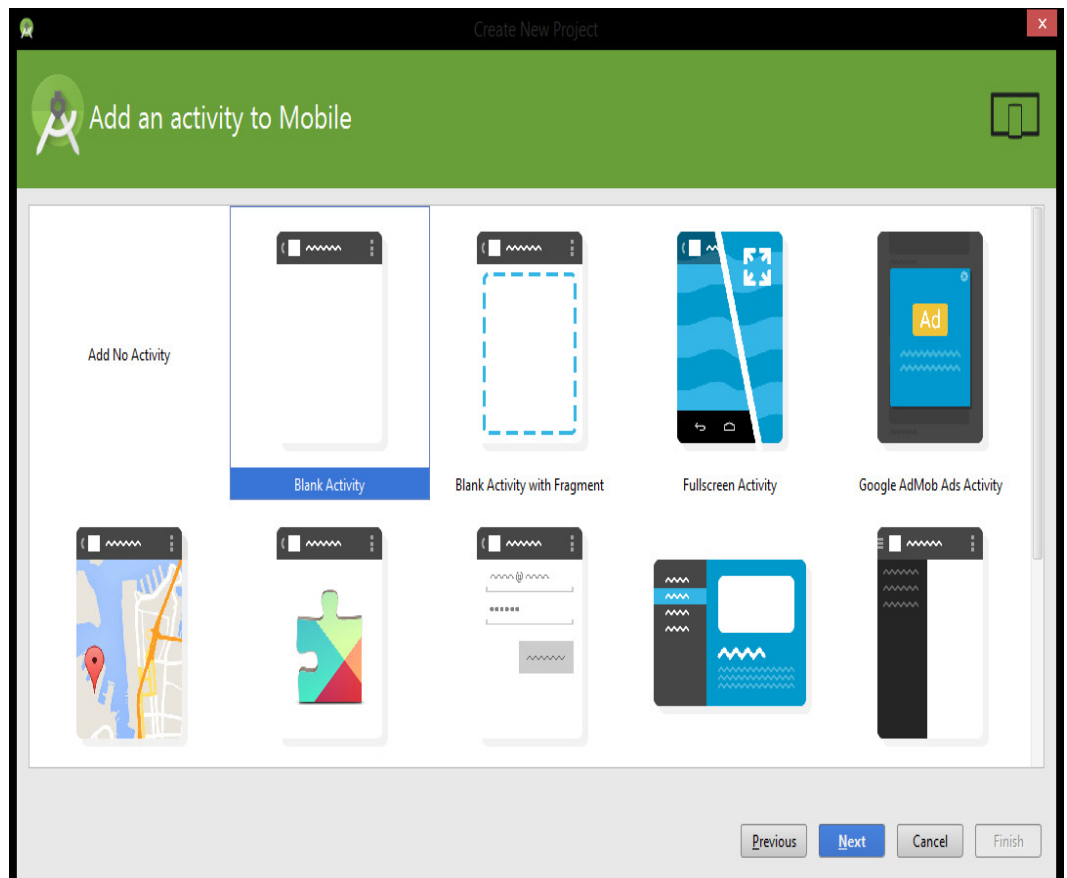 Create New Project
x
Add an activity to Mobile
Add No Activity
Ad
Blank Activity
Blank Activity with Fragment
Fullscreen Activity
Google AdMob Ads Activity
@
Previous
Next
Cancel
Finish